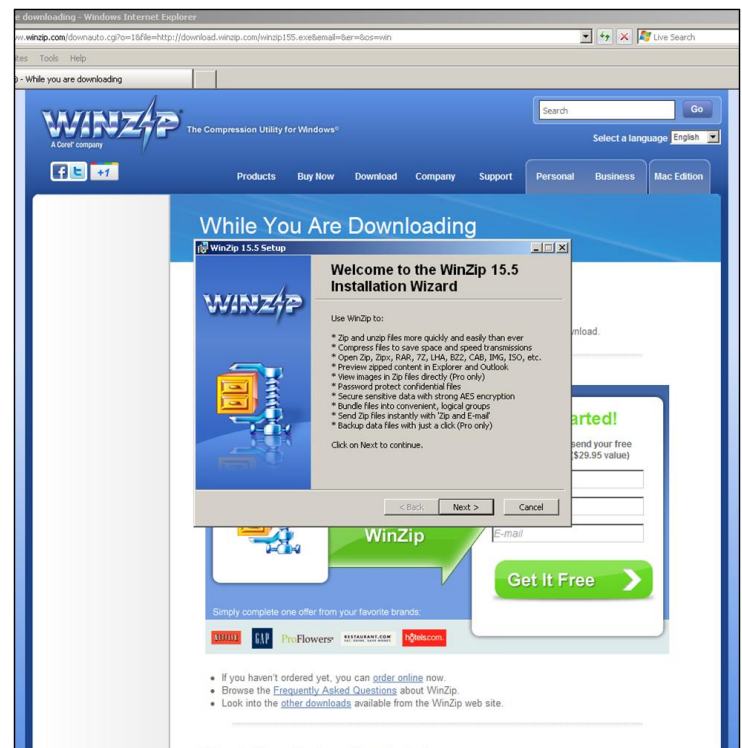 e downloading - Windows Internet Explorer
ww.winzip.com/downauto.cgi?o=1&file=http://download.winzip.com/winzip155.exe&email=&er=&os=win
Live Search
ites Tools Help
- While you are downloading
WINZIP
A Corel® company
The Compression Utility for Windows®
Search
Go
Select a language English
f t +1
Products Buy Now Download Company Support Personal Business Mac Edition
While You Are Downloading
WinZip 15.5 Setup
Welcome to the WinZip 15.5
Installation Wizard
WINZIP
Use WinZip to:
* Zip and unzip files more quickly and easily than ever
* Compress files to save space and speed transmissions
* Open Zip, Zipx, RAR, 7Z, LHA, BZ2, CAB, IMG, ISO, etc.
* Preview zipped content in Explorer and Outlook
* View images in Zip files directly (Pro only)
* Password protect confidential files
* Secure sensitive data with strong AES encryption
* Bundle files into convenient, logical groups
* Send Zip files instantly with 'Zip and E-mail'
* Backup data files with just a click (Pro only)
Click on Next to continue.
< Back Next > Cancel
nload.
arted!
send your free
($29.95 value)
E-mail
WinZip
Get It Free
Simply complete one offer from your favorite brands:
NETFLIX GAP ProFlowers® RESTAURANT.COM hotels.com
• If you haven't ordered yet, you can order online now.
• Browse the Frequently Asked Questions about WinZip.
• Look into the other downloads available from the WinZip web site.